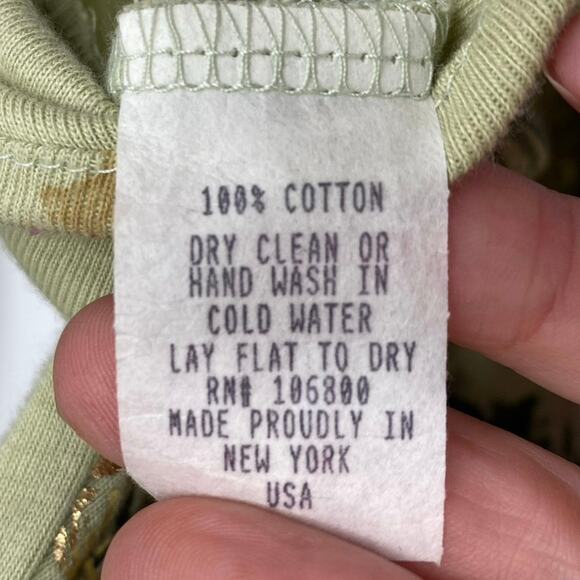 100% COTTON
DRY CLEAN OR
HAND WASH IN
COLD WATER
LAY FLAT TO DRY
RN# 106800
MADE PROUDLY IN
NEW YORK
USA